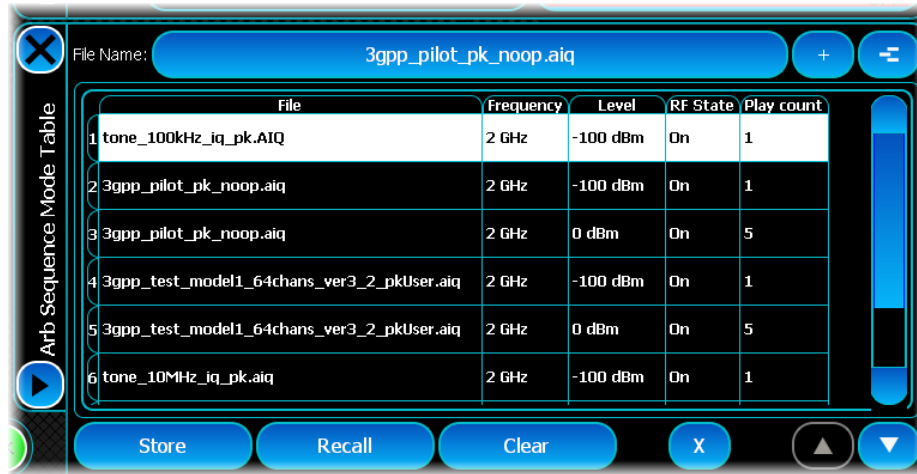 File Name: 3gpp_pilot_pk_noop.aiq + 
Arb Sequence Mode Table
File Frequency Level RF State Play count
1 tone_100kHz_iq_pk.AIQ 2 GHz -100 dBm On 1
2 3gpp_pilot_pk_noop.aiq 2 GHz -100 dBm On 1
3 3gpp_pilot_pk_noop.aiq 2 GHz 0 dBm On 5
4 3gpp_test_model1_64chans_ver3_2_pkUser.aiq 2 GHz -100 dBm On 1
5 3gpp_test_model1_64chans_ver3_2_pkUser.aiq 2 GHz 0 dBm On 5
6 tone_10MHz_iq_pk.aiq 2 GHz -100 dBm On 1
Store Recall Clear X